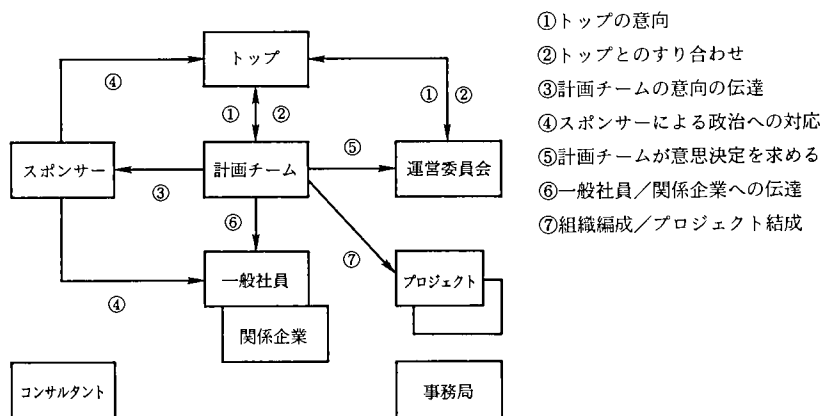 ①トップの意向
トップ
②トップとのすり合わせ
④
③計画チームの意向の伝達
① ②
① ②
④スポンサーによる政治への対応
⑤
⑤計画チームが意思決定を求める
スポンサー
計画チーム
運営委員会
③
⑥一般社員／関係企業への伝達
⑥
⑦組織編成／プロジェクト結成
⑦
一般社員
プロジェクト
④
関係企業
コンサルタント
事務局